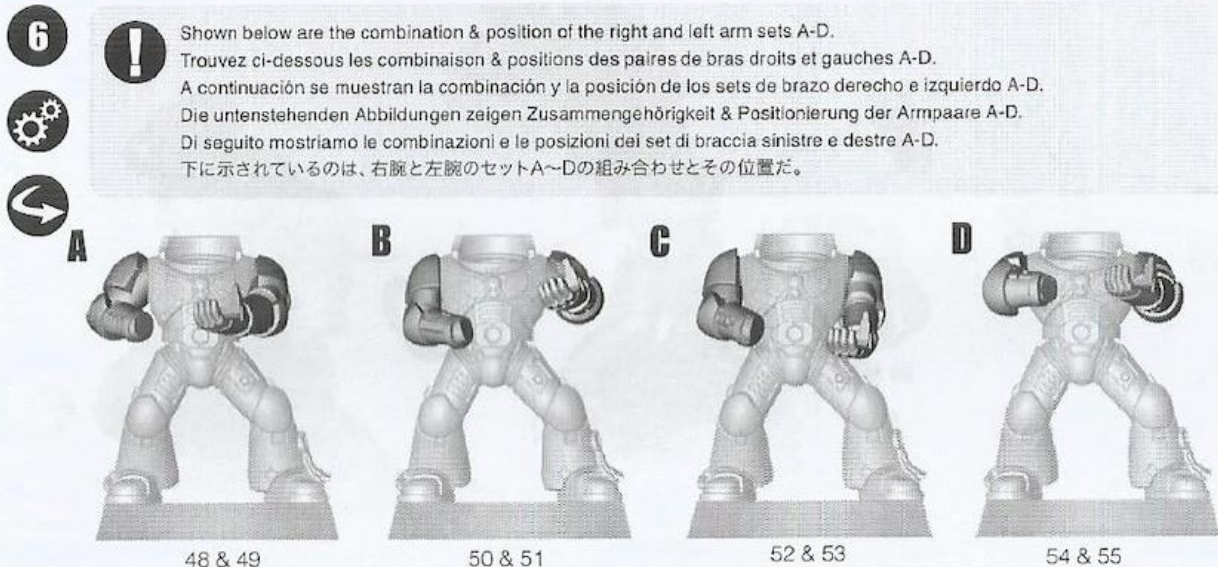 6
!
Shown below are the combination & position of the right and left arm sets A-D.
Trouvez ci-dessous les combinaison & positions des paires de bras droits et gauches A-D.
A continuación se muestran la combinación y la posición de los sets de brazo derecho e izquierdo A-D.
Die untenstehenden Abbildungen zeigen Zusammengehörigkeit & Positionierung der Armpaare A-D.
Di seguito mostriamo le combinazioni e le posizioni dei set di braccia sinistre e destre A-D.
下に示されているのは、右腕と左腕のセットA〜Dの組み合わせとその位置だ。
A B C D
48 & 49 50 & 51 52 & 53 54 & 55